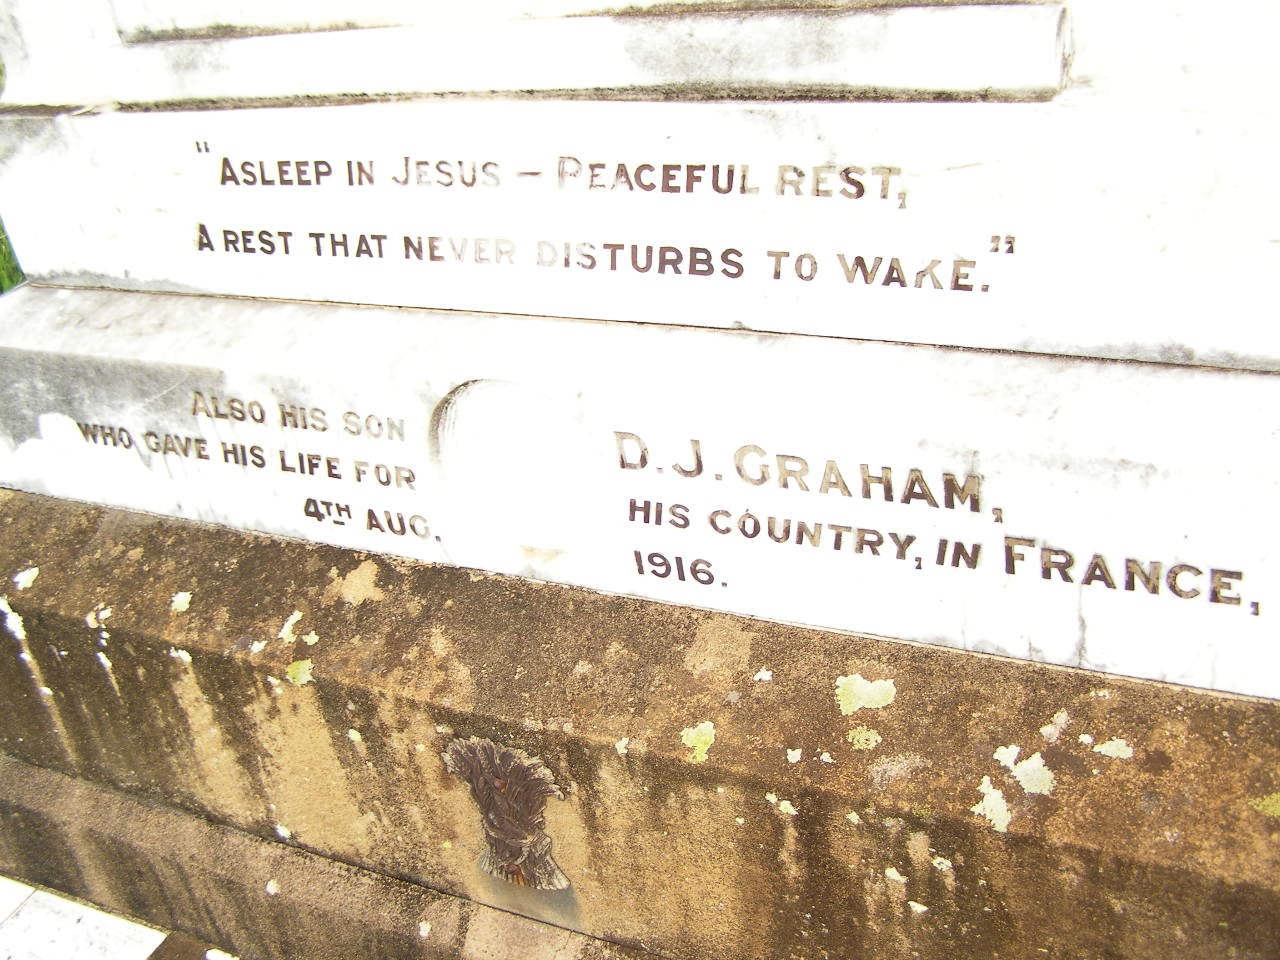 "ASLEEP IN JESUS – PEACEFUL REST,
A REST THAT NEVER DISTURBS TO WAKE."
ALSO HIS SON D. J. GRAHAM,
WHO GAVE HIS LIFE FOR HIS COUNTRY, IN FRANCE,
4TH AUG. 1916.